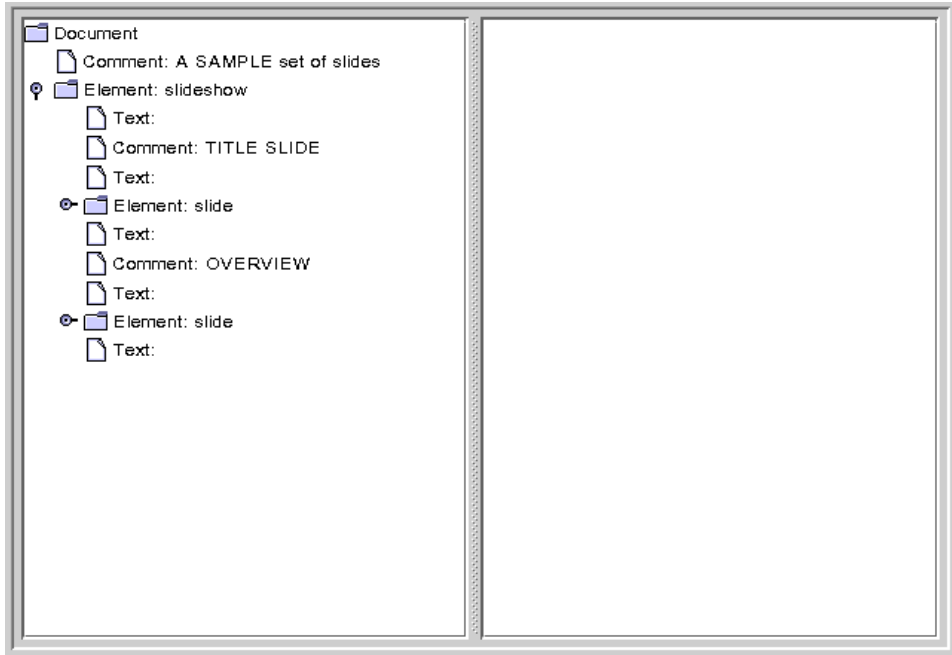 Document
Comment: A SAMPLE set of slides
Element: slideshow
Text:
Comment: TITLE SLIDE
Text:
Element: slide
Text:
Comment: OVERVIEW
Text:
Element: slide
Text: